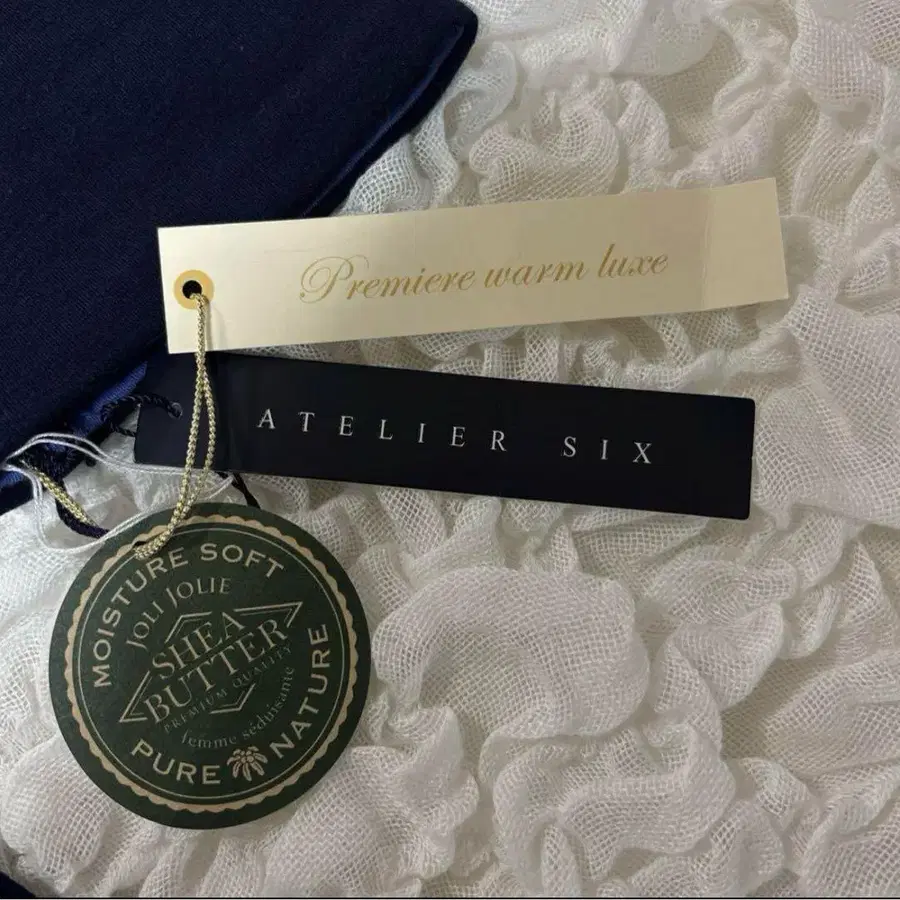 Premiere warm luxe
ATELIER SIX
MOISTURE SOFT
JOLI JOLIE
SHEA
BUTTER
PREMIUM QUALITY
femme séduisante
PURE NATURE